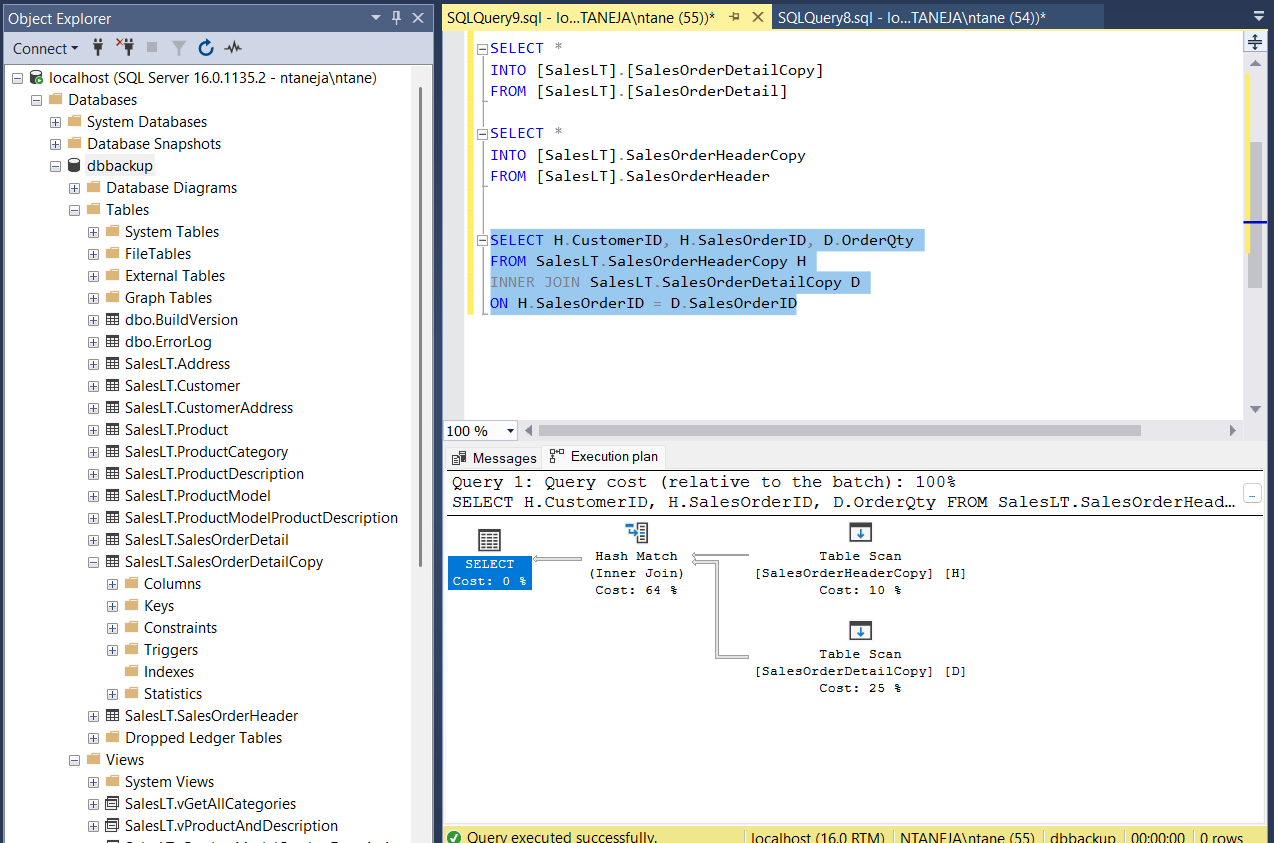 Object Explorer
Connect
localhost (SQL Server 16.0.1135.2 - ntaneja\ntane)
Databases
System Databases
Database Snapshots
dbbackup
Database Diagrams
Tables
System Tables
FileTables
External Tables
Graph Tables
dbo.BuildVersion
dbo.ErrorLog
SalesLT.Address
SalesLT.Customer
SalesLT.CustomerAddress
SalesLT.Product
SalesLT.ProductCategory
SalesLT.ProductDescription
SalesLT.ProductModel
SalesLT.ProductModelProductDescription
SalesLT.SalesOrderDetail
SalesLT.SalesOrderDetailCopy
Columns
Keys
Constraints
Triggers
Indexes
Statistics
SalesLT.SalesOrderHeader
Dropped Ledger Tables
Views
System Views
SalesLT.vGetAllCategories
SalesLT.vProductAndDescription
SQLQuery9.sql - lo...TANEJA\ntane (55))* SQLQuery8.sql - lo...TANEJA\ntane (54))*
SELECT *
INTO [SalesLT].[SalesOrderDetailCopy]
FROM [SalesLT].[SalesOrderDetail]
SELECT *
INTO [SalesLT].SalesOrderHeaderCopy
FROM [SalesLT].SalesOrderHeader
SELECT H.CustomerID, H.SalesOrderID, D.OrderQty
FROM SalesLT.SalesOrderHeaderCopy H
INNER JOIN SalesLT.SalesOrderDetailCopy D
ON H.SalesOrderID = D.SalesOrderID
100 %
Messages Execution plan
Query 1: Query cost (relative to the batch): 100%
SELECT H.CustomerID, H.SalesOrderID, D.OrderQty FROM SalesLT.SalesOrderHead…
SELECT
Cost: 0 %
Hash Match
(Inner Join)
Cost: 64 %
Table Scan
[SalesOrderHeaderCopy] [H]
Cost: 10 %
Table Scan
[SalesOrderDetailCopy] [D]
Cost: 25 %
Query executed successfully. localhost (16.0 RTM) NTANEJA\ntane (55) dbbackup 00:00:00 0 rows